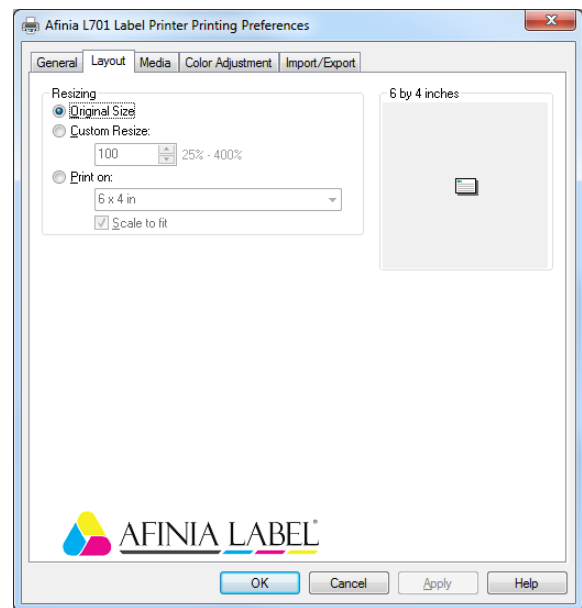 Afinia L701 Label Printer Printing Preferences
General Layout Media Color Adjustment Import/Export
Resizing
Original Size
Custom Resize:
100 25% - 400%
Print on:
6 x 4 in
Scale to fit
6 by 4 inches
AFINIA LABEL
OK Cancel Apply Help